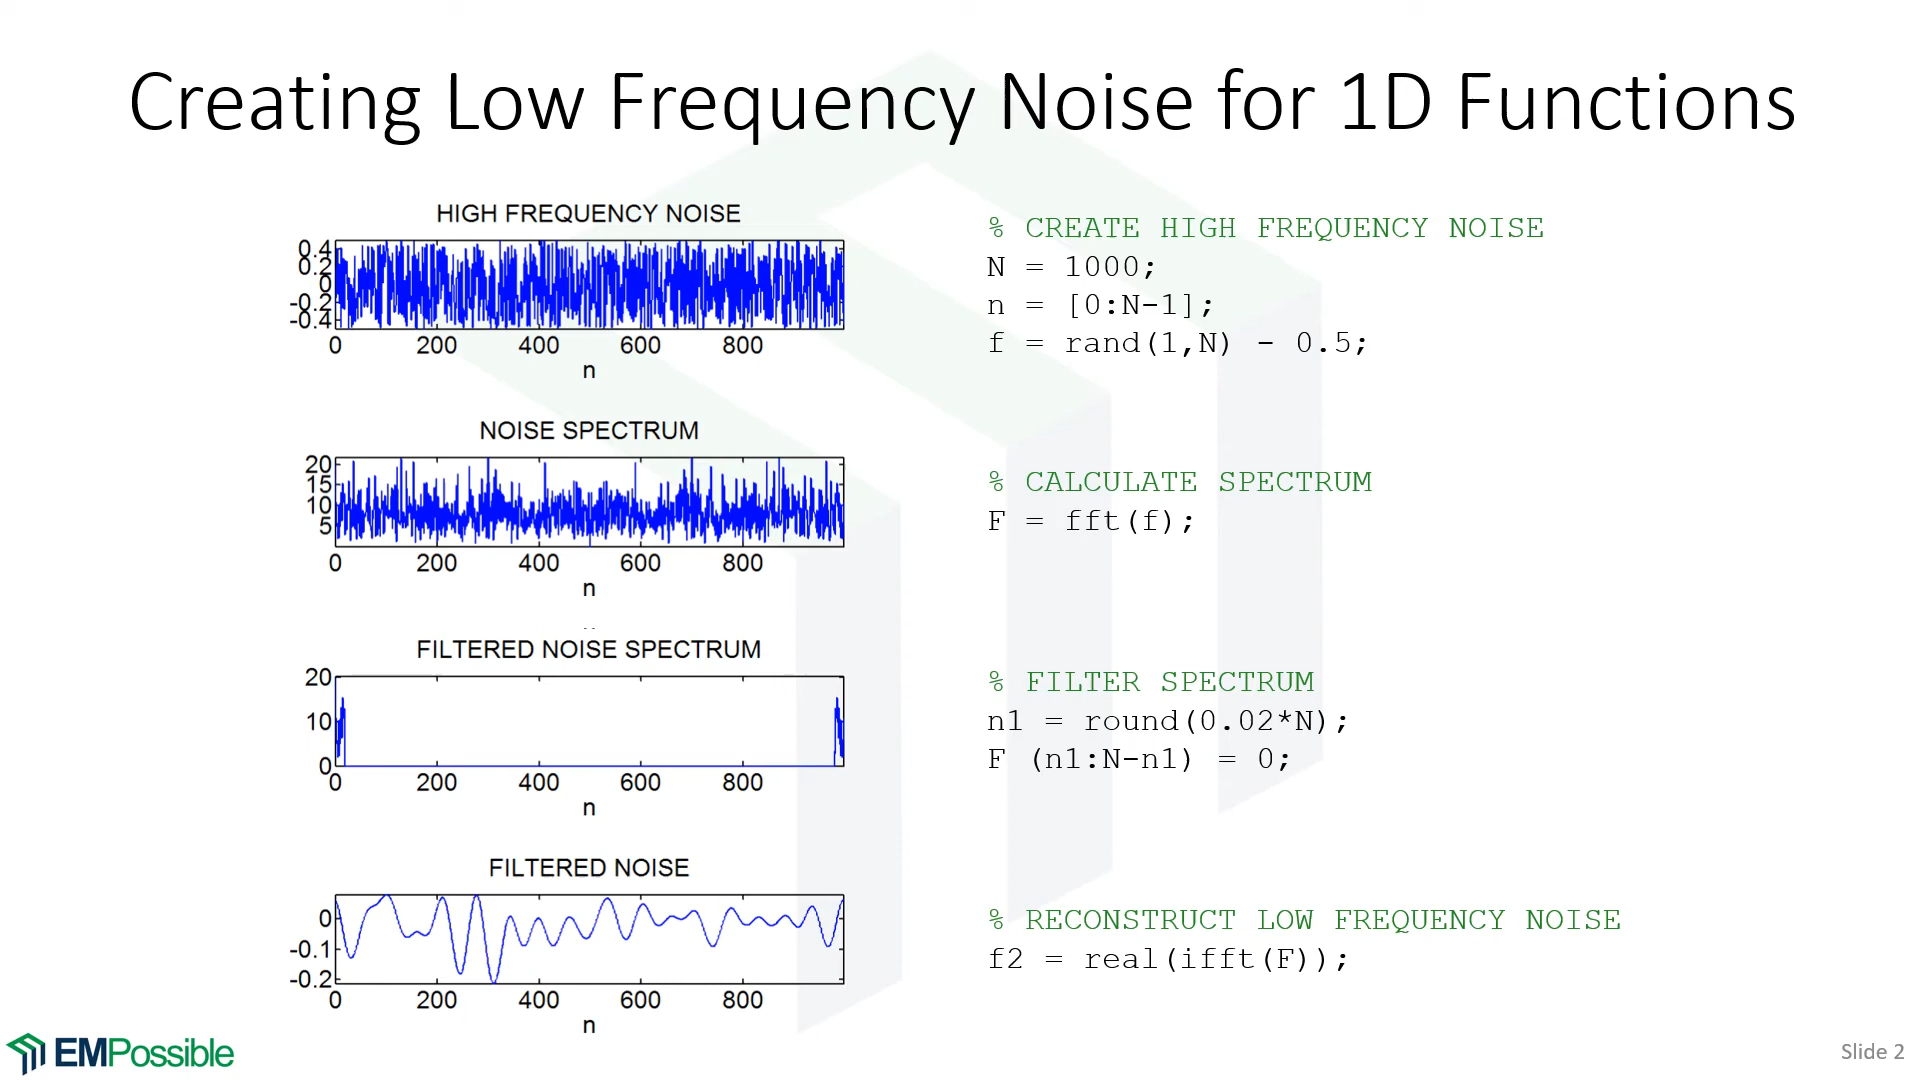 Creating Low Frequency Noise for 1D Functions
HIGH FREQUENCY NOISE
0.4
0.2
0
-0.2
-0.4
0 200 400 600 800
n
% CREATE HIGH FREQUENCY NOISE
N = 1000;
n = [0:N-1];
f = rand(1,N) - 0.5;
NOISE SPECTRUM
20
15
10
5
0 200 400 600 800
n
% CALCULATE SPECTRUM
F = fft(f);
FILTERED NOISE SPECTRUM
20
10
0
0 200 400 600 800
n
% FILTER SPECTRUM
n1 = round(0.02*N);
F (n1:N-n1) = 0;
FILTERED NOISE
0
-0.1
-0.2
0 200 400 600 800
n
% RECONSTRUCT LOW FREQUENCY NOISE
f2 = real(ifft(F));
EMPossible
Slide 2